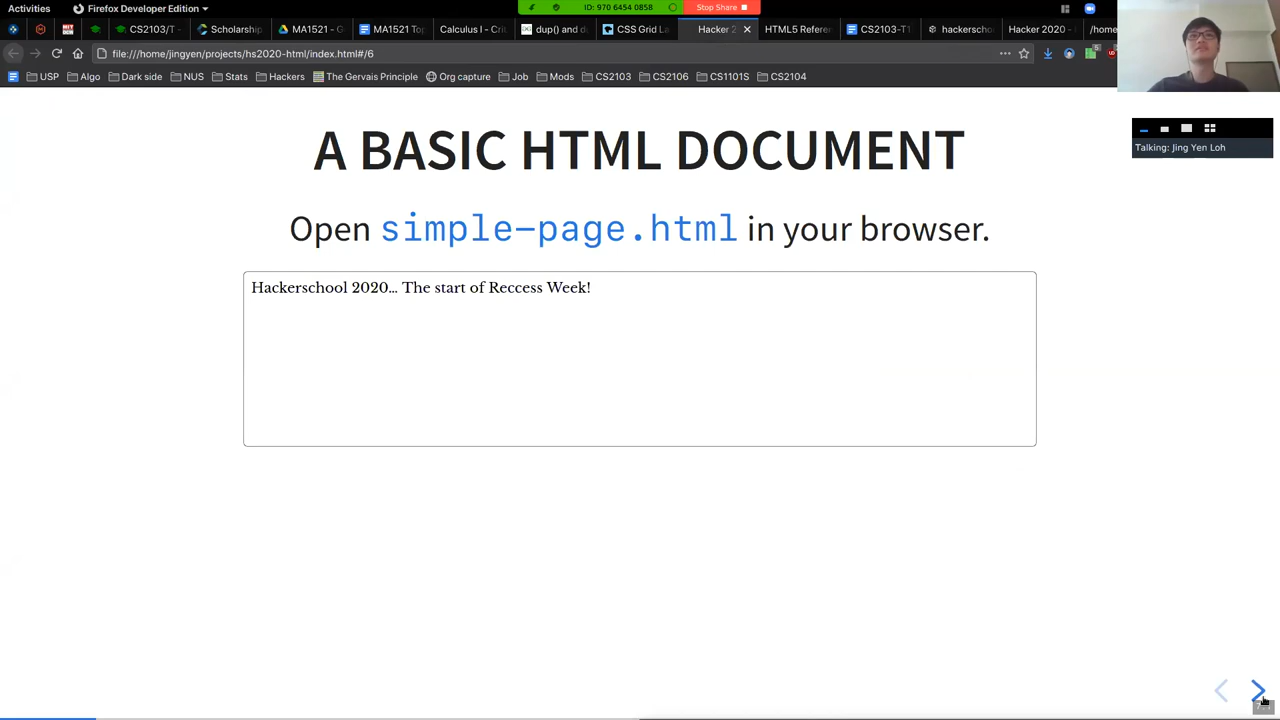 Activities
Firefox Developer Edition
ID: 970 6454 0858
Stop Share
CS2103/T
Scholarship
MA1521 - G
MA1521 Top
Calculus I - Cri
dup() and d
CSS Grid La
Hacker 2
HTML5 Refere
CS2103-T1
hackerscho
Hacker 2020 -
/home
file:///home/jingyen/projects/hs2020-html/index.html#/6
USP
Algo
Dark side
NUS
Stats
Hackers
The Gervais Principle
Org capture
Job
Mods
CS2103
CS2106
CS1101S
CS2104
Talking: Jing Yen Loh
A BASIC HTML DOCUMENT
Open simple-page.html in your browser.
Hackerschool 2020… The start of Reccess Week!